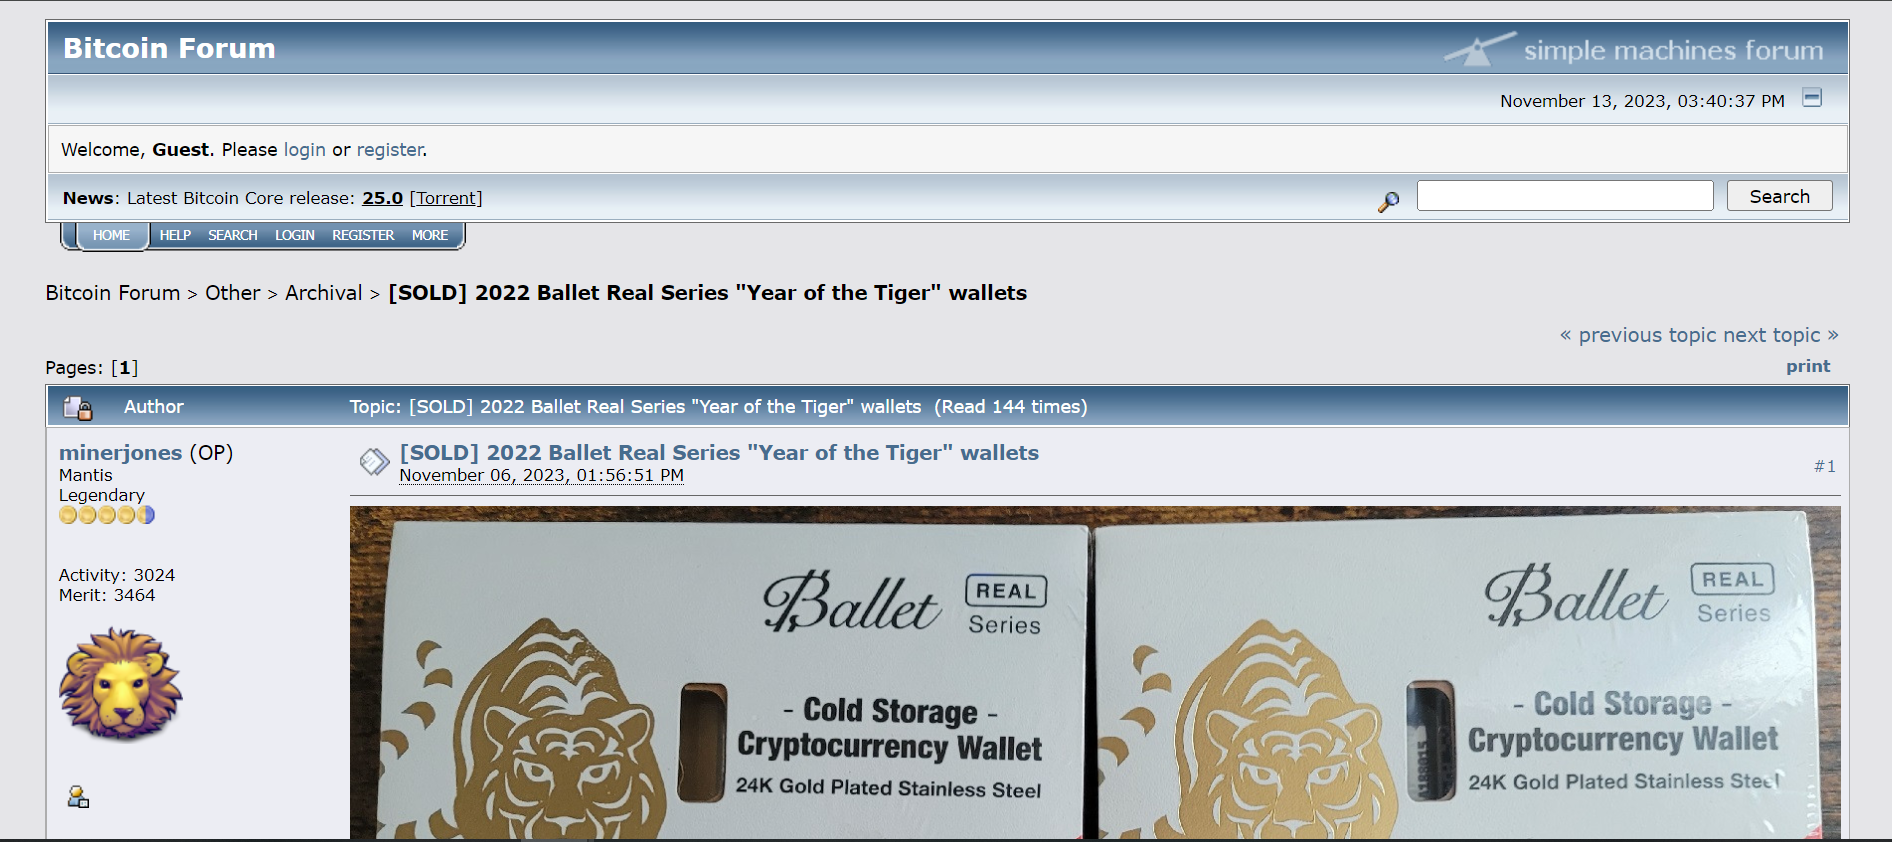 Bitcoin Forum
simple machines forum
November 13, 2023, 03:40:37 PM
Welcome, Guest. Please login or register.
News: Latest Bitcoin Core release: 25.0 [Torrent]
Search
HOME HELP SEARCH LOGIN REGISTER MORE
Bitcoin Forum > Other > Archival > [SOLD] 2022 Ballet Real Series "Year of the Tiger" wallets
« previous topic next topic »
Pages: [1]
print
Author
Topic: [SOLD] 2022 Ballet Real Series "Year of the Tiger" wallets (Read 144 times)
minerjones (OP)
Mantis
Legendary
Activity: 3024
Merit: 3464
[SOLD] 2022 Ballet Real Series "Year of the Tiger" wallets
November 06, 2023, 01:56:51 PM
#1
Ballet
REAL
Series
- Cold Storage -
Cryptocurrency Wallet
24K Gold Plated Stainless Steel
Ballet
REAL
Series
A188015
- Cold Storage -
Cryptocurrency Wallet
24K Gold Plated Stainless Steel